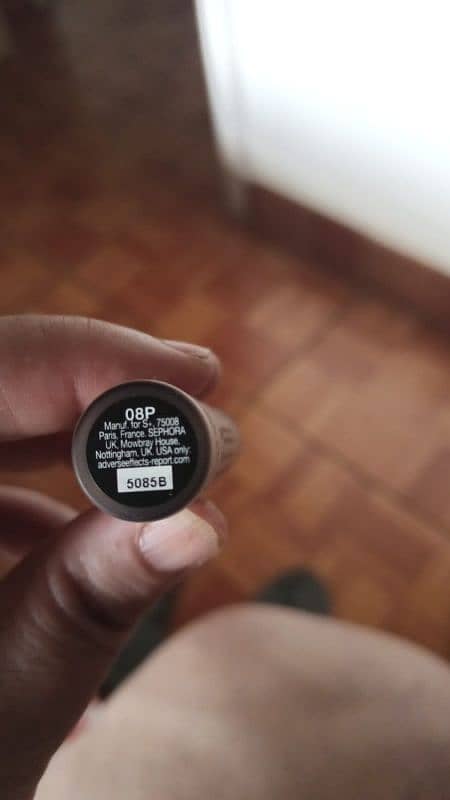 08P
Manuf. for S+, 75008
Paris, France. SEPHORA
UK, Mowbray House,
Nottingham, UK. USA only:
adverseeffects-report.com
5085B